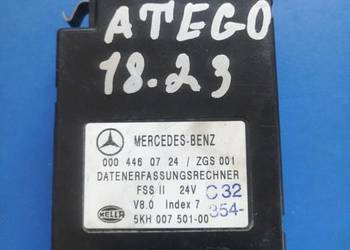 ATEGO
18.23
MERCEDES-BENZ
000 446 07 24 / ZGS 001
DATENERFASSUNGSRECHNER
FSS II 24V C32
V8.0 Index 7 354-
HELLA 5KH 007 501-00